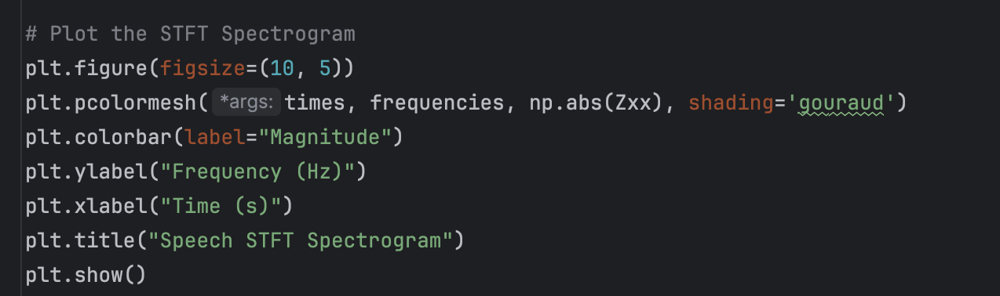 # Plot the STFT Spectrogram
plt.figure(figsize=(10, 5))
plt.pcolormesh( *args: times, frequencies, np.abs(Zxx), shading='gouraud')
plt.colorbar(label="Magnitude")
plt.ylabel("Frequency (Hz)")
plt.xlabel("Time (s)")
plt.title("Speech STFT Spectrogram")
plt.show()